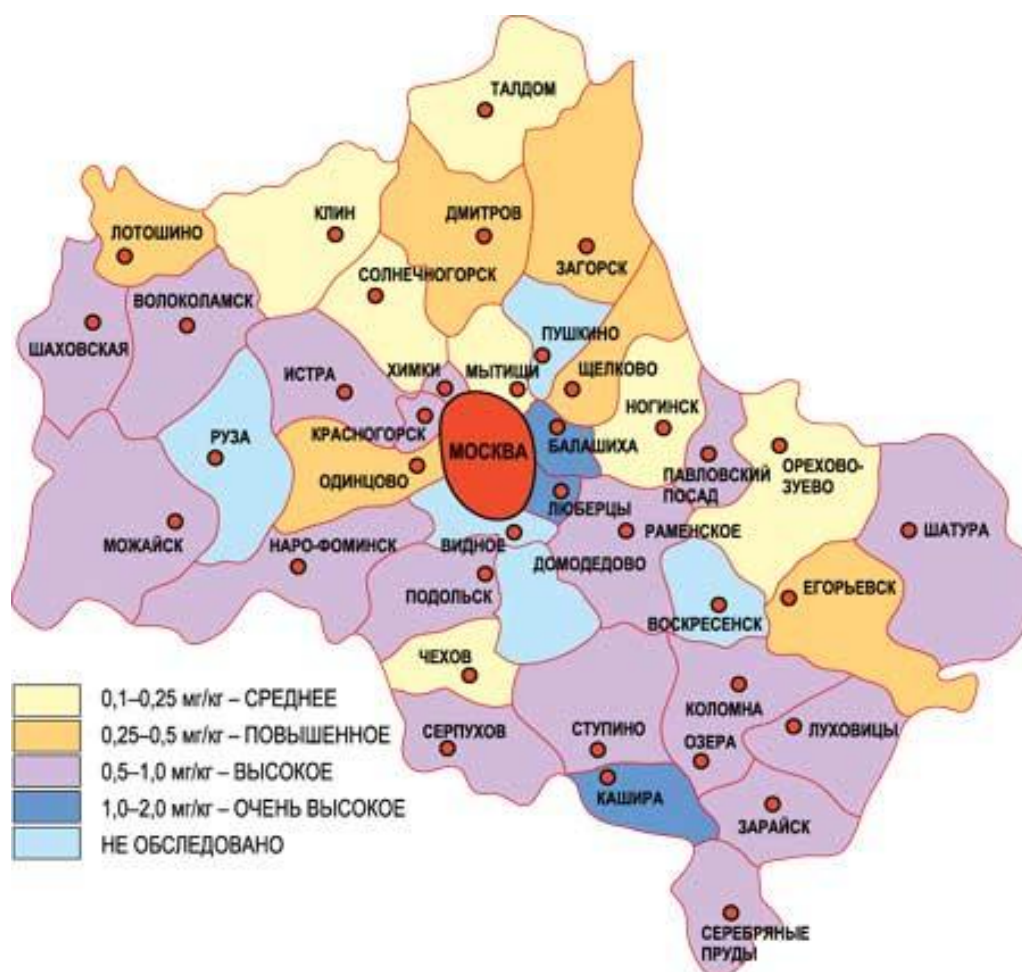 ТАЛДОМ
КЛИН
ДМИТРОВ
ЛОТОШИНО
ЗАГОРСК
СОЛНЕЧНОГОРСК
ВОЛОКОЛАМСК
ПУШКИНО
ШАХОВСКАЯ
ХИМКИ
МЫТИЩИ
ЩЕЛКОВО
ИСТРА
НОГИНСК
КРАСНОГОРСК
РУЗА
МОСКВА
БАЛАШИХА
ПАВЛОВСКИЙ
ПОСАД
ОРЕХОВО-
ЗУЕВО
ОДИНЦОВО
ЛЮБЕРЦЫ
РАМЕНСКОЕ
ШАТУРА
МОЖАЙСК
НАРО-ФОМИНСК
ВИДНОЕ
ДОМОДЕДОВО
ПОДОЛЬСК
ЕГОРЬЕВСК
ВОСКРЕСЕНСК
ЧЕХОВ
КОЛОМНА
СЕРПУХОВ
СТУПИНО
ОЗЕРА
ЛУХОВИЦЫ
КАШИРА
ЗАРАЙСК
СЕРЕБРЯНЫЕ
ПРУДЫ
0,1–0,25 мг/кг – СРЕДНЕЕ
0,25–0,5 мг/кг – ПОВЫШЕННОЕ
0,5–1,0 мг/кг – ВЫСОКОЕ
1,0–2,0 мг/кг – ОЧЕНЬ ВЫСОКОЕ
НЕ ОБСЛЕДОВАНО